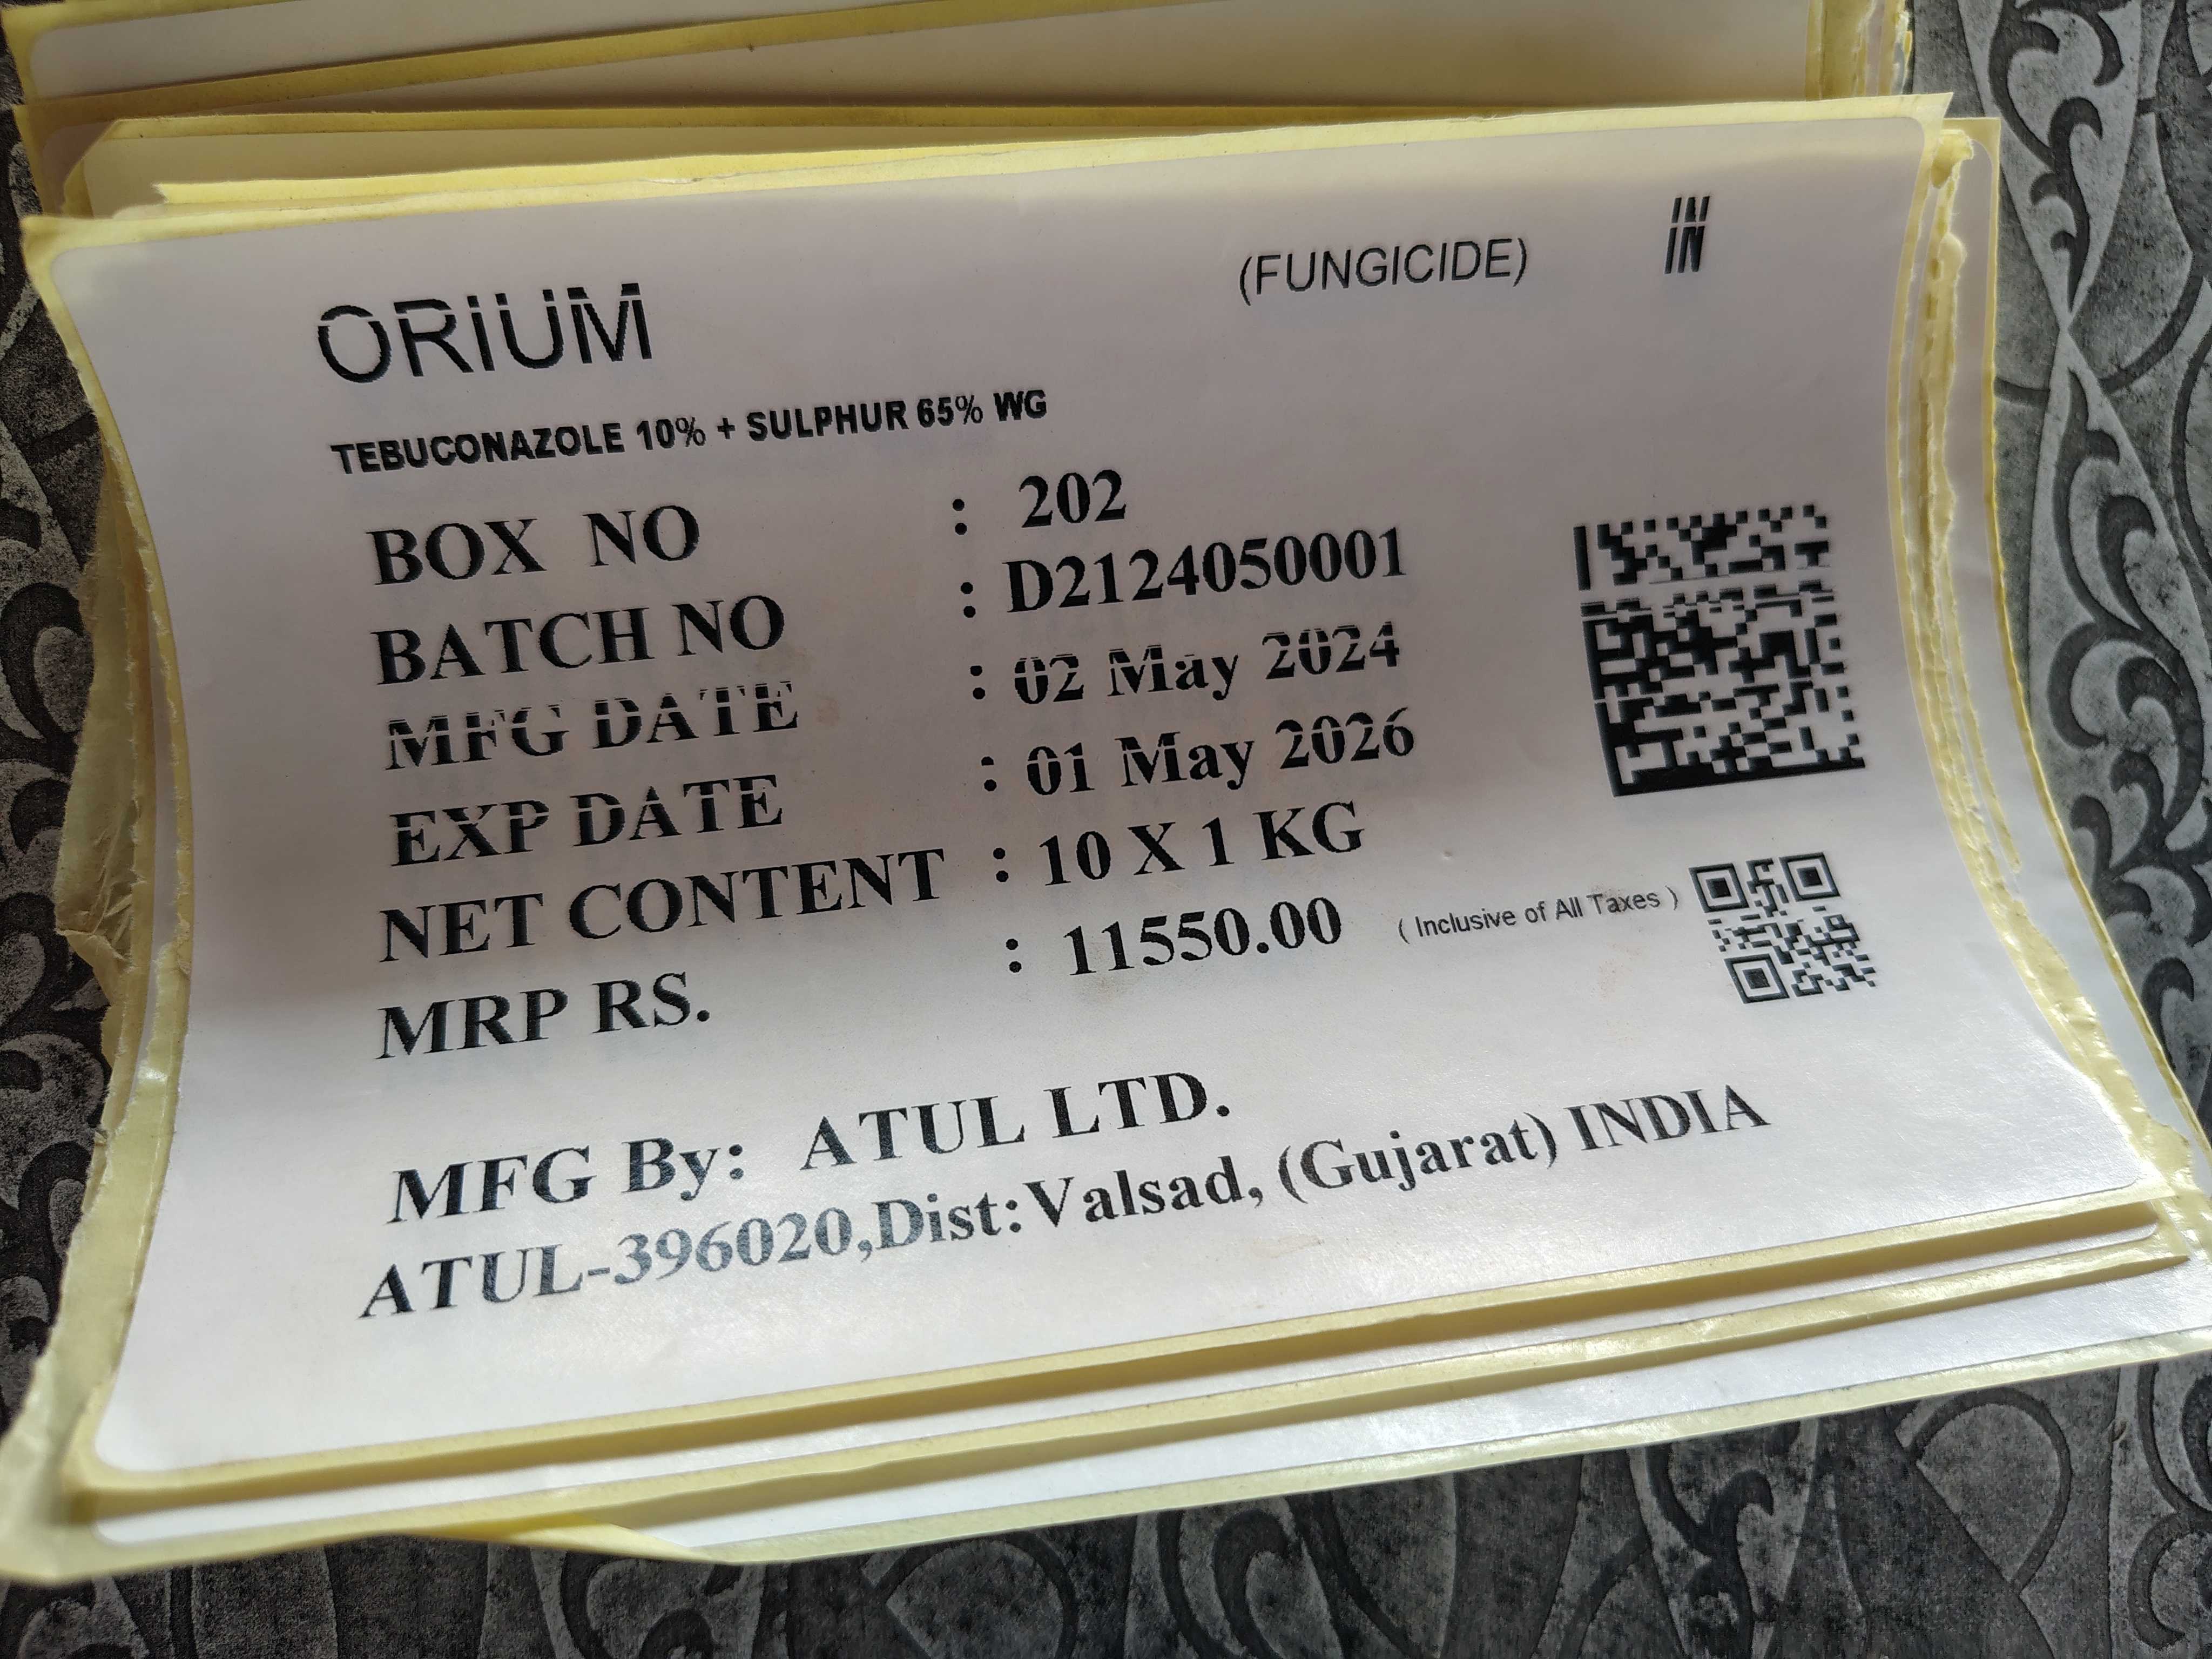 ORIUM (FUNGICIDE) IN
TEBUCONAZOLE 10% + SULPHUR 65% WG
BOX NO : 202
BATCH NO : D2124050001
MFG DATE : 02 May 2024
EXP DATE : 01 May 2026
NET CONTENT : 10 X 1 KG
MRP RS. : 11550.00 ( Inclusive of All Taxes )
MFG By: ATUL LTD.
ATUL-396020,Dist:Valsad, (Gujarat) INDIA